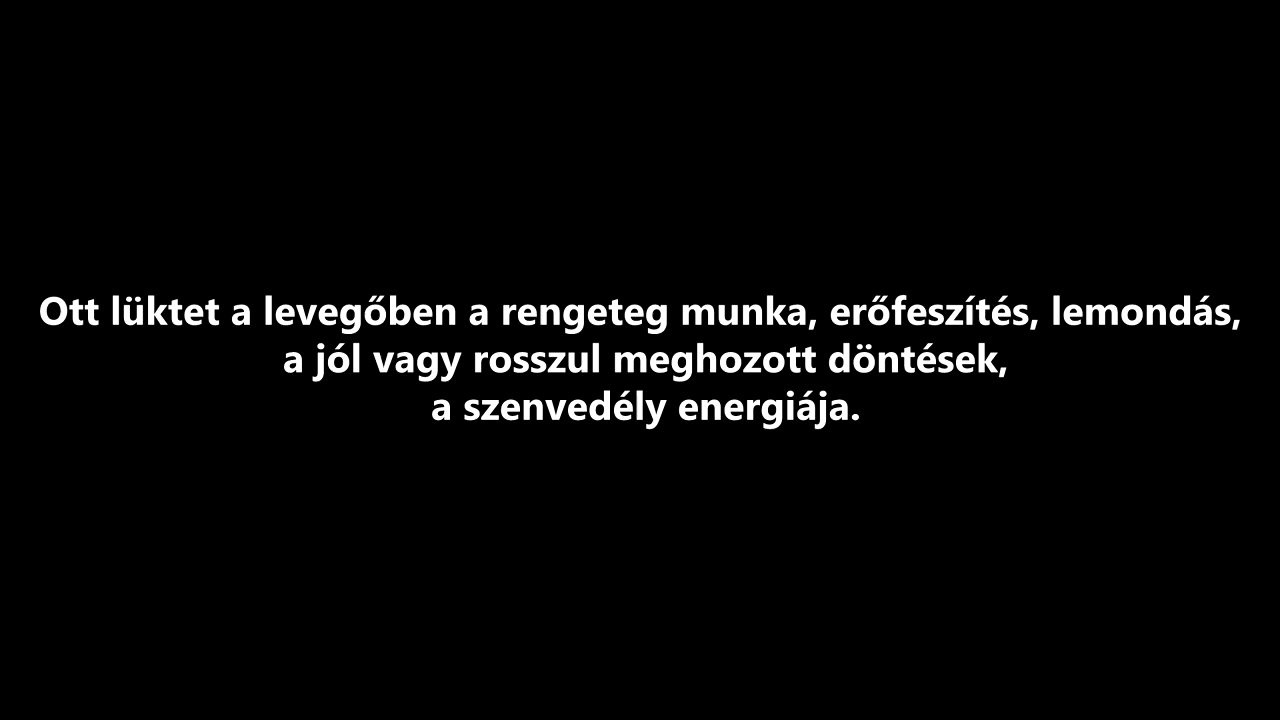 Ott lüktet a levegőben a rengeteg munka, erőfeszítés, lemondás,
a jól vagy rosszul meghozott döntések,
a szenvedély energiája.